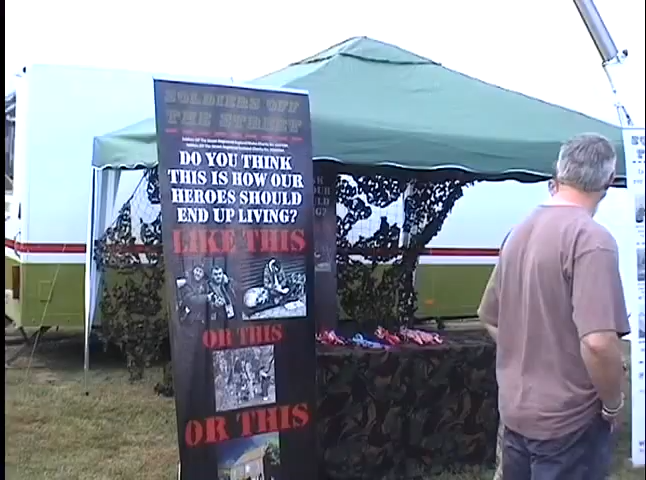 SOLDIERS OFF
THE STREET
DO YOU THINK
THIS IS HOW OUR
HEROES SHOULD
END UP LIVING?
LIKE THIS
OR THIS
OR THIS